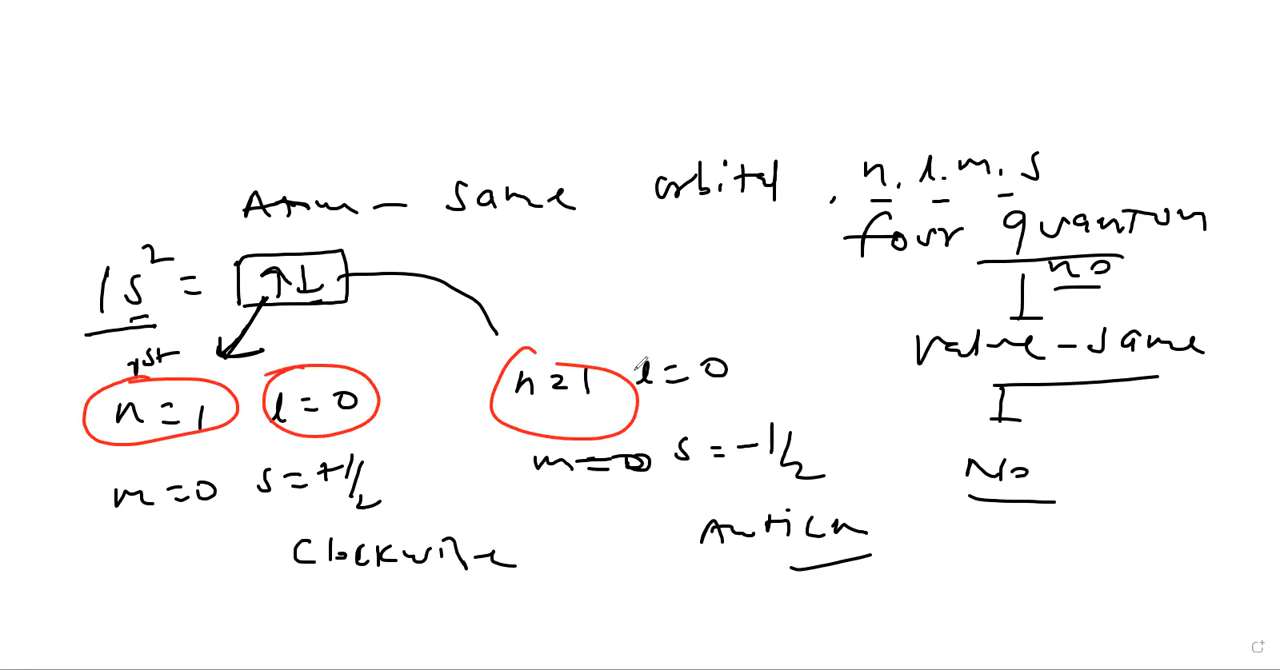 n. l. m. s
Atom - same orbital, four quantum
no
1s² = ↑↓
value - same
1st
n = 1 l = 0
n = 1 l = 0
m = 0 s = +1/2
m = 0 s = -1/2
No
Clockwise
Anticw